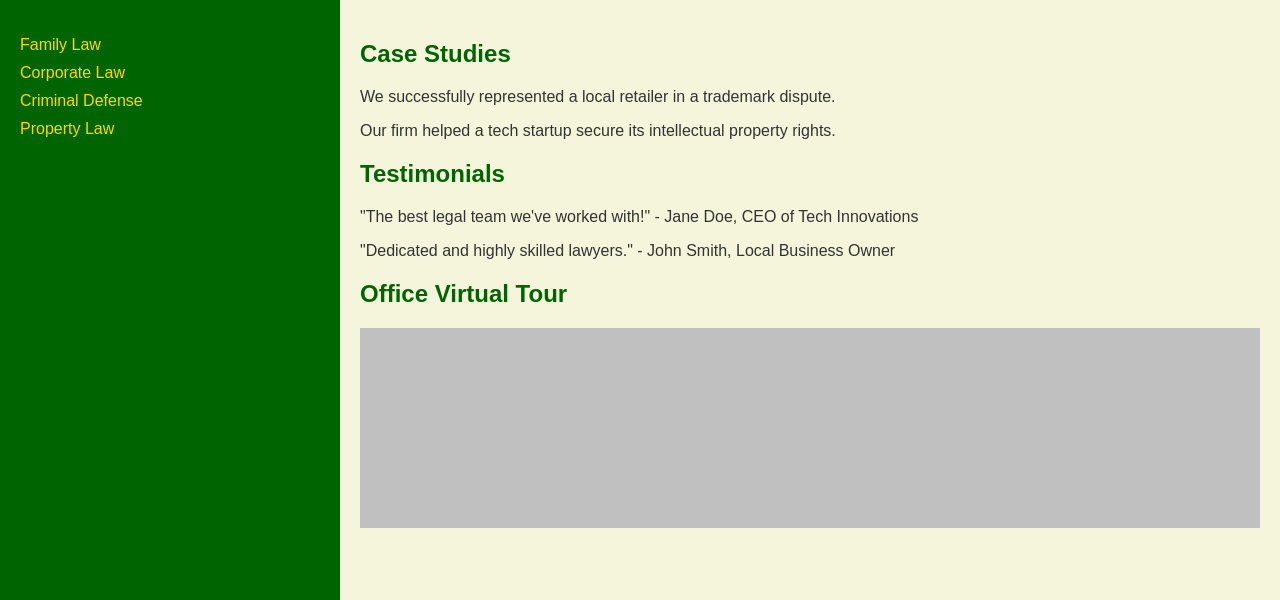 Family Law
Corporate Law
Criminal Defense
Property Law
Case Studies
We successfully represented a local retailer in a trademark dispute.
Our firm helped a tech startup secure its intellectual property rights.
Testimonials
"The best legal team we've worked with!" - Jane Doe, CEO of Tech Innovations
"Dedicated and highly skilled lawyers." - John Smith, Local Business Owner
Office Virtual Tour